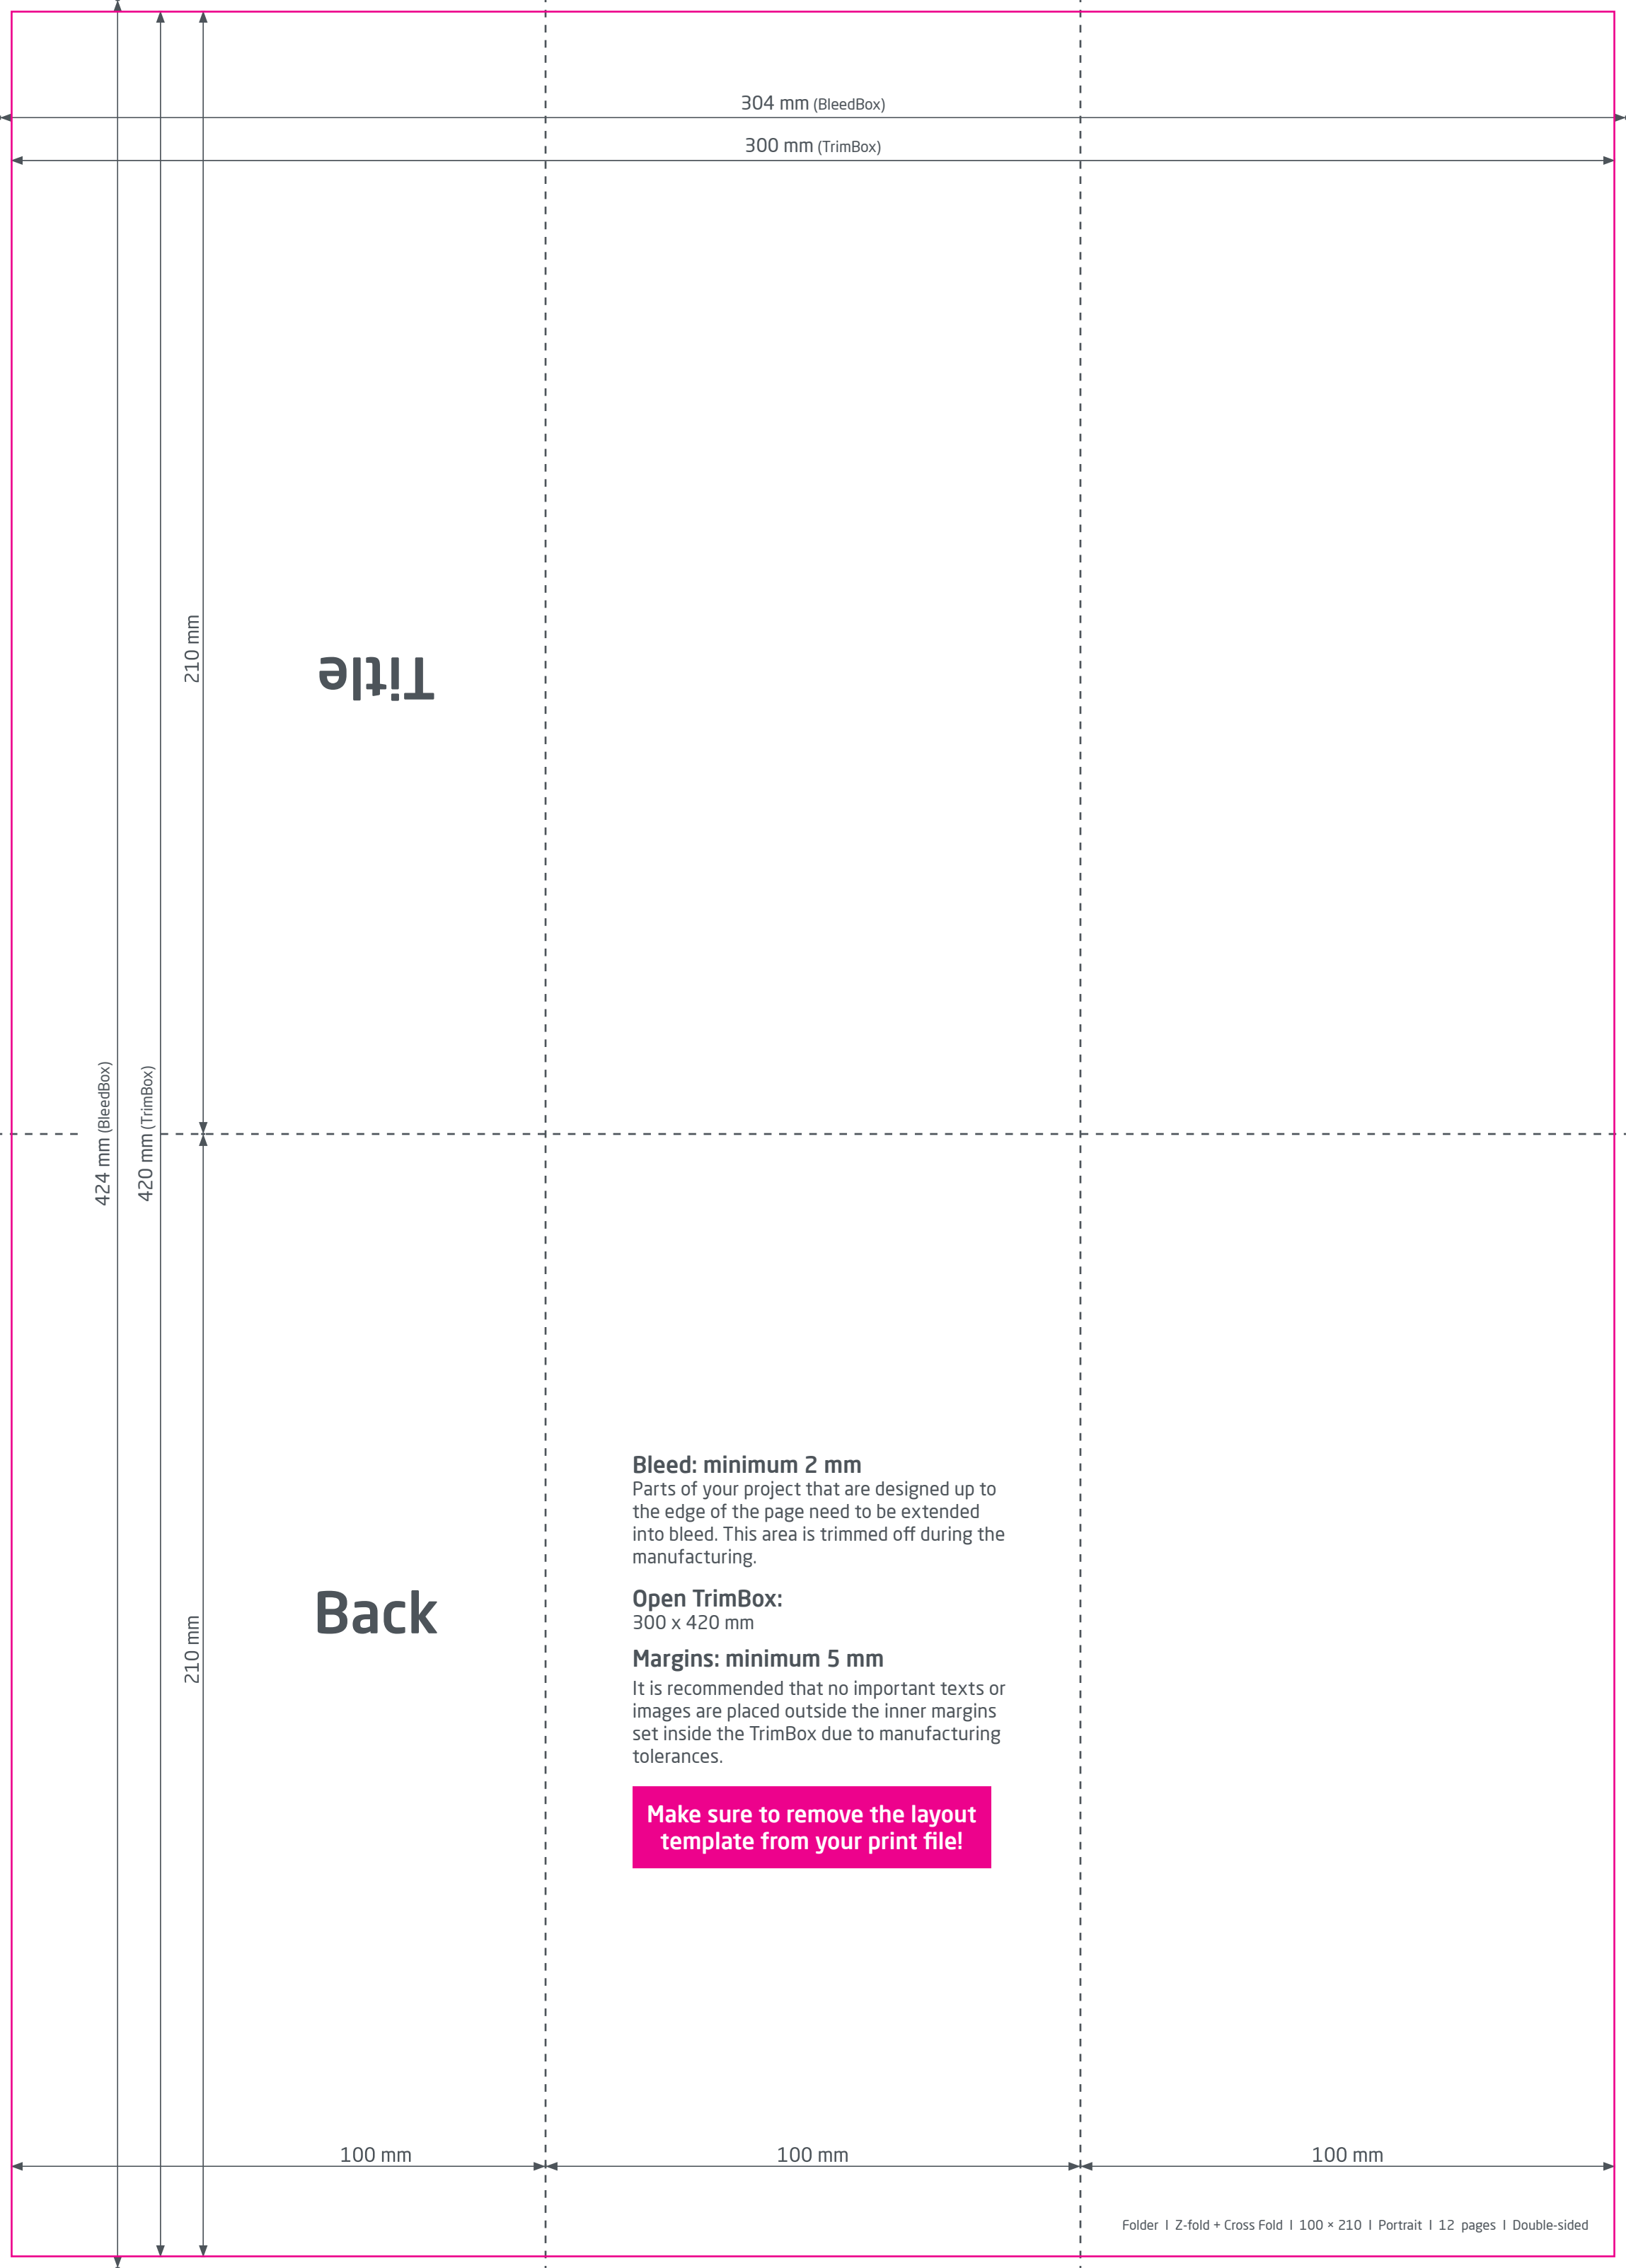 304 mm (BleedBox)
300 mm (TrimBox)
210 mm
Title
424 mm (BleedBox)
420 mm (TrimBox)
Bleed: minimum 2 mm
Parts of your project that are designed up to
the edge of the page need to be extended
into bleed. This area is trimmed off during the
manufacturing.
Back
Open TrimBox:
300 x 420 mm
210 mm
Margins: minimum 5 mm
It is recommended that no important texts or
images are placed outside the inner margins
set inside the TrimBox due to manufacturing
tolerances.
Make sure to remove the layout
template from your print file!
100 mm
100 mm
100 mm
Folder I Z-fold + Cross Fold I 100 × 210 I Portrait I 12 pages I Double-sided